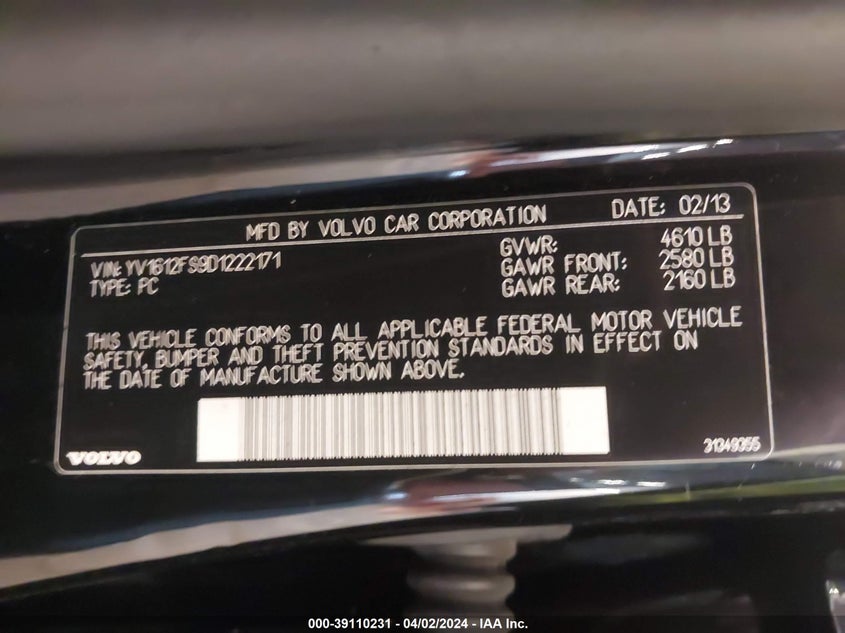 MFD BY VOLVO CAR CORPORATION DATE: 02/13
VIN: YV1612FS9D1222171 GVWR: 4610 LB
TYPE: PC GAWR FRONT: 2580 LB
GAWR REAR: 2160 LB
THIS VEHICLE CONFORMS TO ALL APPLICABLE FEDERAL MOTOR VEHICLE
SAFETY, BUMPER AND THEFT PREVENTION STANDARDS IN EFFECT ON
THE DATE OF MANUFACTURE SHOWN ABOVE.
VOLVO 31349355
000-39110231 - 04/02/2024 - IAA Inc.